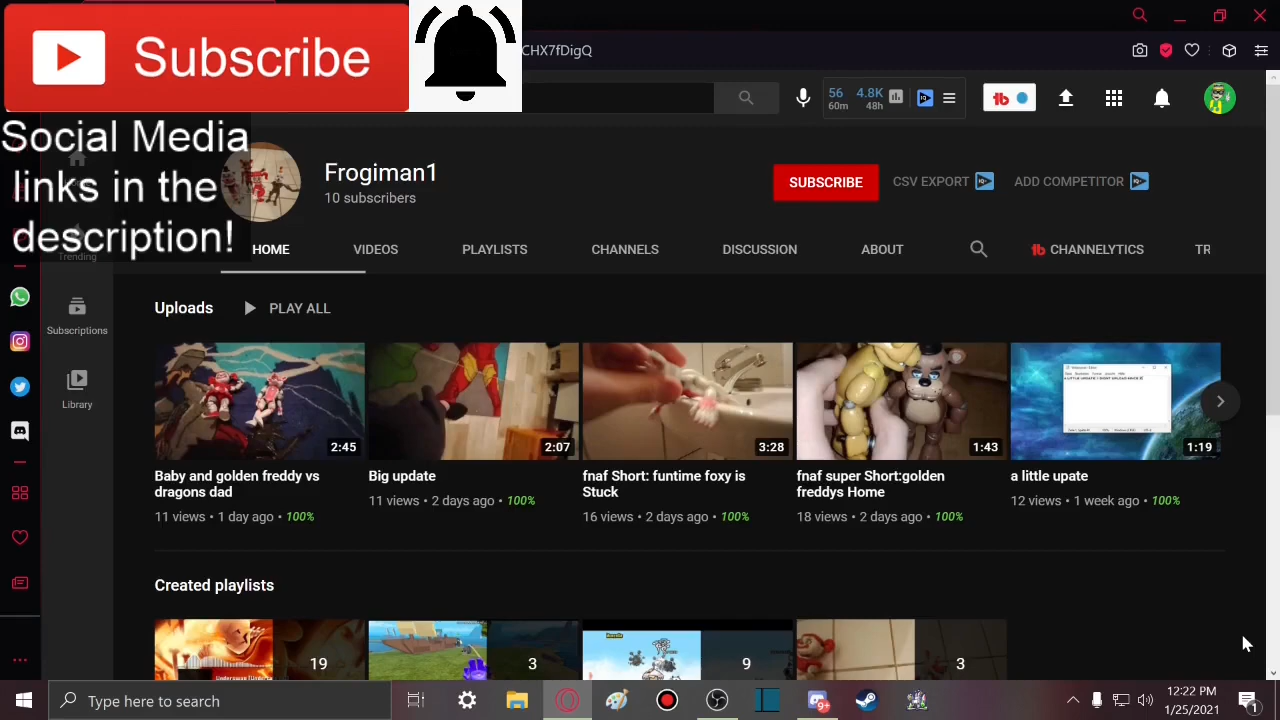 Subscribe
CHX7fDigQ
Social Media
links in the
description!
56 4.8K
60m 48h
Frogiman1
10 subscribers
SUBSCRIBE
CSV EXPORT
ADD COMPETITOR
HOME VIDEOS PLAYLISTS CHANNELS DISCUSSION ABOUT CHANNELYTICS TR
Trending
Subscriptions
Library
Uploads PLAY ALL
2:45 2:07 3:28 1:43 1:19
Baby and golden freddy vs
dragons dad
11 views • 1 day ago • 100%
Big update
11 views • 2 days ago • 100%
fnaf Short: funtime foxy is
Stuck
16 views • 2 days ago • 100%
fnaf super Short:golden
freddys Home
18 views • 2 days ago • 100%
a little upate
12 views • 1 week ago • 100%
Created playlists
19 3 9 3
Type here to search
9+
12:22 PM
1/25/2021
1